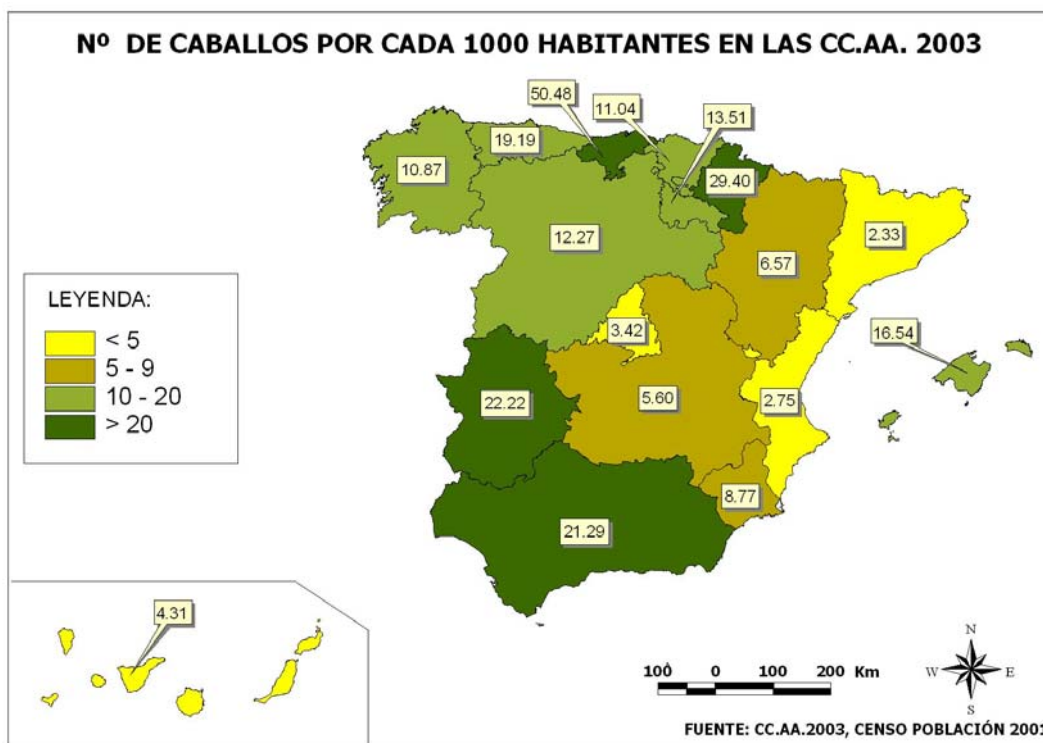 Nº DE CABALLOS POR CADA 1000 HABITANTES EN LAS CC.AA. 2003
50.48
11.04
13.51
19.19
10.87
29.40
12.27
2.33
6.57
LEYENDA:
< 5
5 - 9
10 - 20
> 20
3.42
16.54
22.22
5.60
2.75
8.77
21.29
4.31
N
W E
S
100 0 100 200 Km
FUENTE: CC.AA.2003, CENSO POBLACIÓN 2001